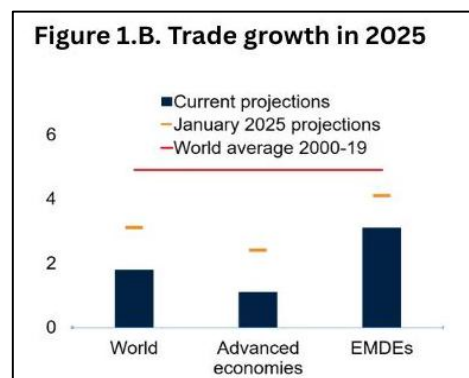 Figure 1.B. Trade growth in 2025
Current projections
January 2025 projections
World average 2000-19
6
4
2
0
World
Advanced
economies
EMDEs